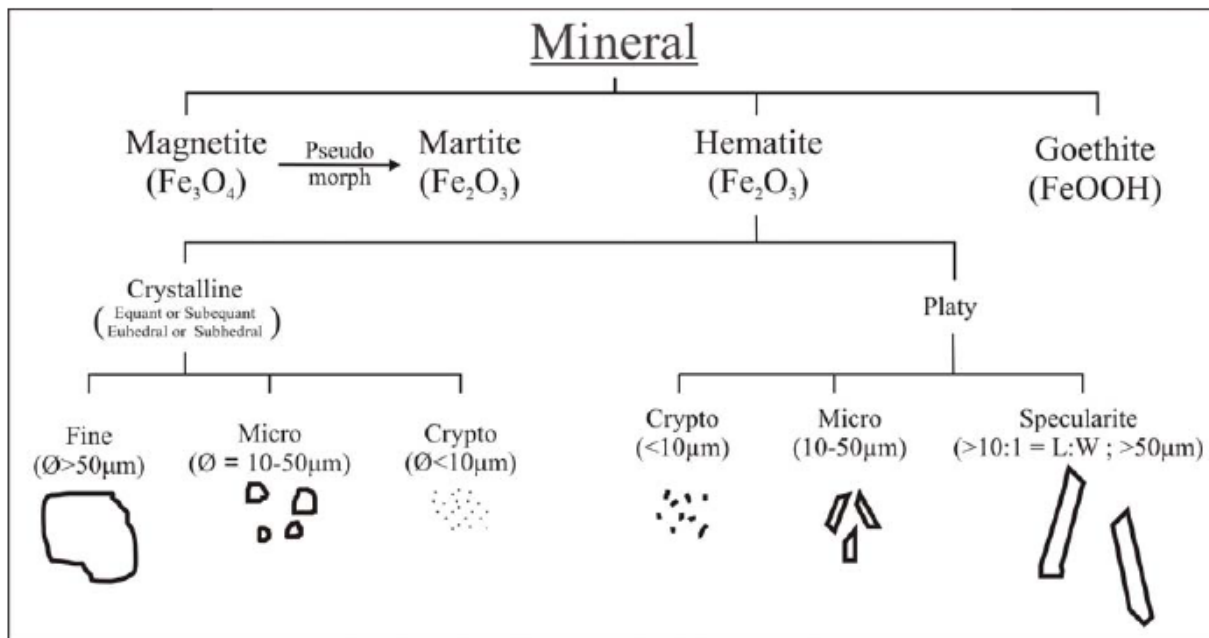 Mineral
Magnetite
(Fe₃O₄)
Pseudo
morph
Martite
(Fe₂O₃)
Hematite
(Fe₂O₃)
Goethite
(FeOOH)
Crystalline
(Equant or Subequant
Euhedral or Subhedral)
Platy
Fine
(Ø>50μm)
Micro
(Ø = 10-50μm)
Crypto
(Ø<10μm)
Crypto
(<10μm)
Micro
(10-50μm)
Specularite
(>10:1 = L:W ; >50μm)